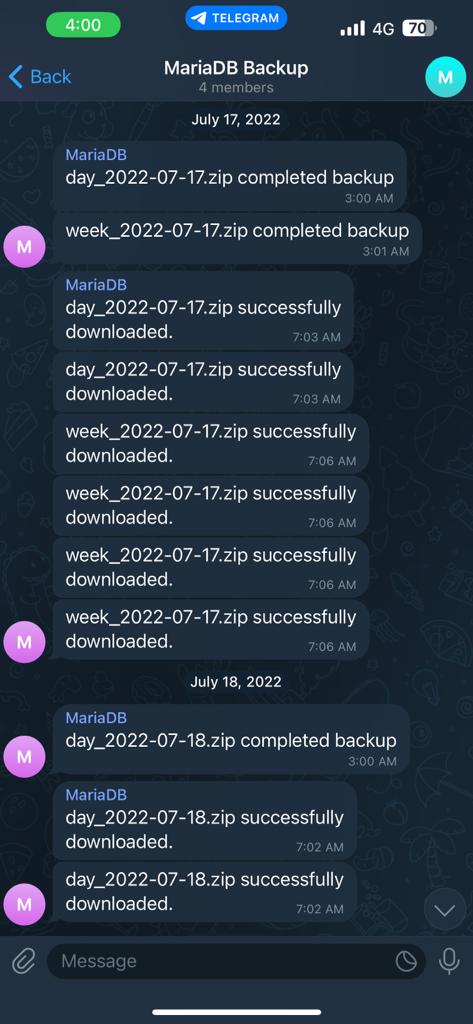 4:00
TELEGRAM
4G
70
Back
MariaDB Backup
4 members
M
July 17, 2022
MariaDB
day_2022-07-17.zip completed backup
3:00 AM
week_2022-07-17.zip completed backup
3:01 AM
M
MariaDB
day_2022-07-17.zip successfully
downloaded.
7:03 AM
day_2022-07-17.zip successfully
downloaded.
7:03 AM
week_2022-07-17.zip successfully
downloaded.
7:06 AM
week_2022-07-17.zip successfully
downloaded.
7:06 AM
week_2022-07-17.zip successfully
downloaded.
7:06 AM
week_2022-07-17.zip successfully
downloaded.
7:06 AM
M
July 18, 2022
MariaDB
day_2022-07-18.zip completed backup
3:00 AM
M
MariaDB
day_2022-07-18.zip successfully
downloaded.
7:02 AM
day_2022-07-18.zip successfully
downloaded.
7:02 AM
M
Message